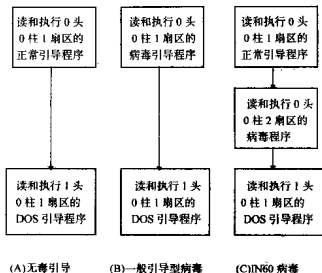 读和执行0头
0柱1扇区的
正常引导程序
读和执行1头
0柱1扇区的
DOS引导程序
(A)无毒引导
读和执行0头
0柱1扇区的
病毒引导程序
读和执行1头
0柱1扇区的
DOS引导程序
(B)一般引导型病毒
读和执行0头
0柱1扇区的
正常引导程序
读和执行0头
0柱2扇区的
病毒程序
读和执行1头
0柱1扇区的
DOS引导程序
(C)IN60病毒